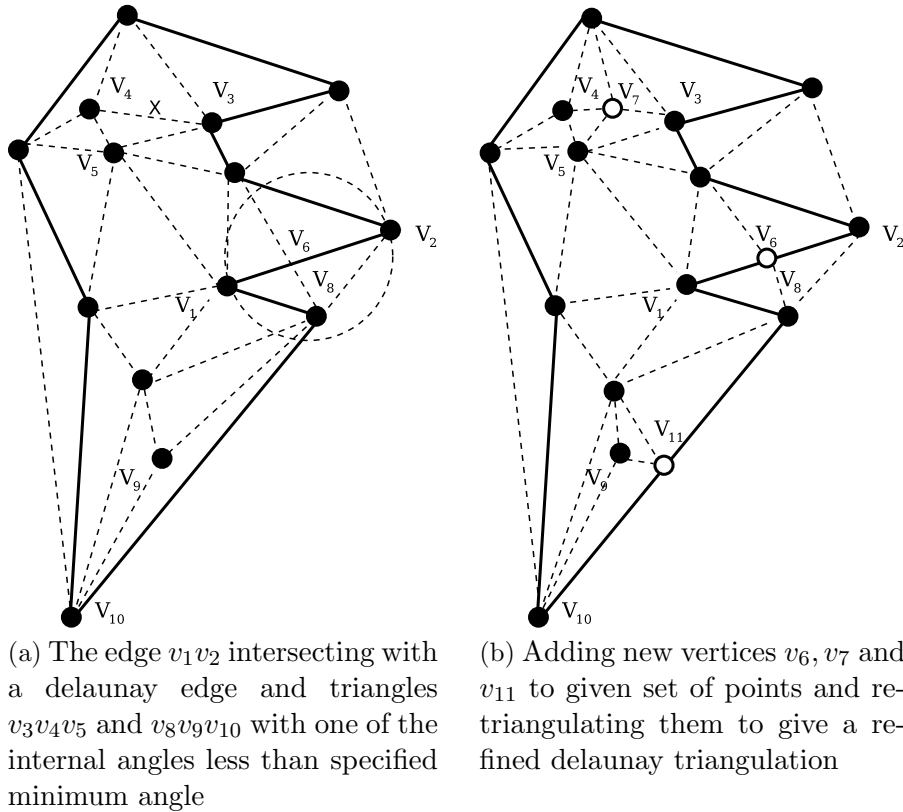 V4
X
V3
V5
V6
V2
V8
V1
V9
V10
(a) The edge v1v2 intersecting with
a delaunay edge and triangles
v3v4v5 and v8v9v10 with one of the
internal angles less than specified
minimum angle
V4
V7
V3
V5
V6
V2
V8
V1
V11
V9
V10
(b) Adding new vertices v6, v7 and
v11 to given set of points and re-
triangulating them to give a re-
fined delaunay triangulation